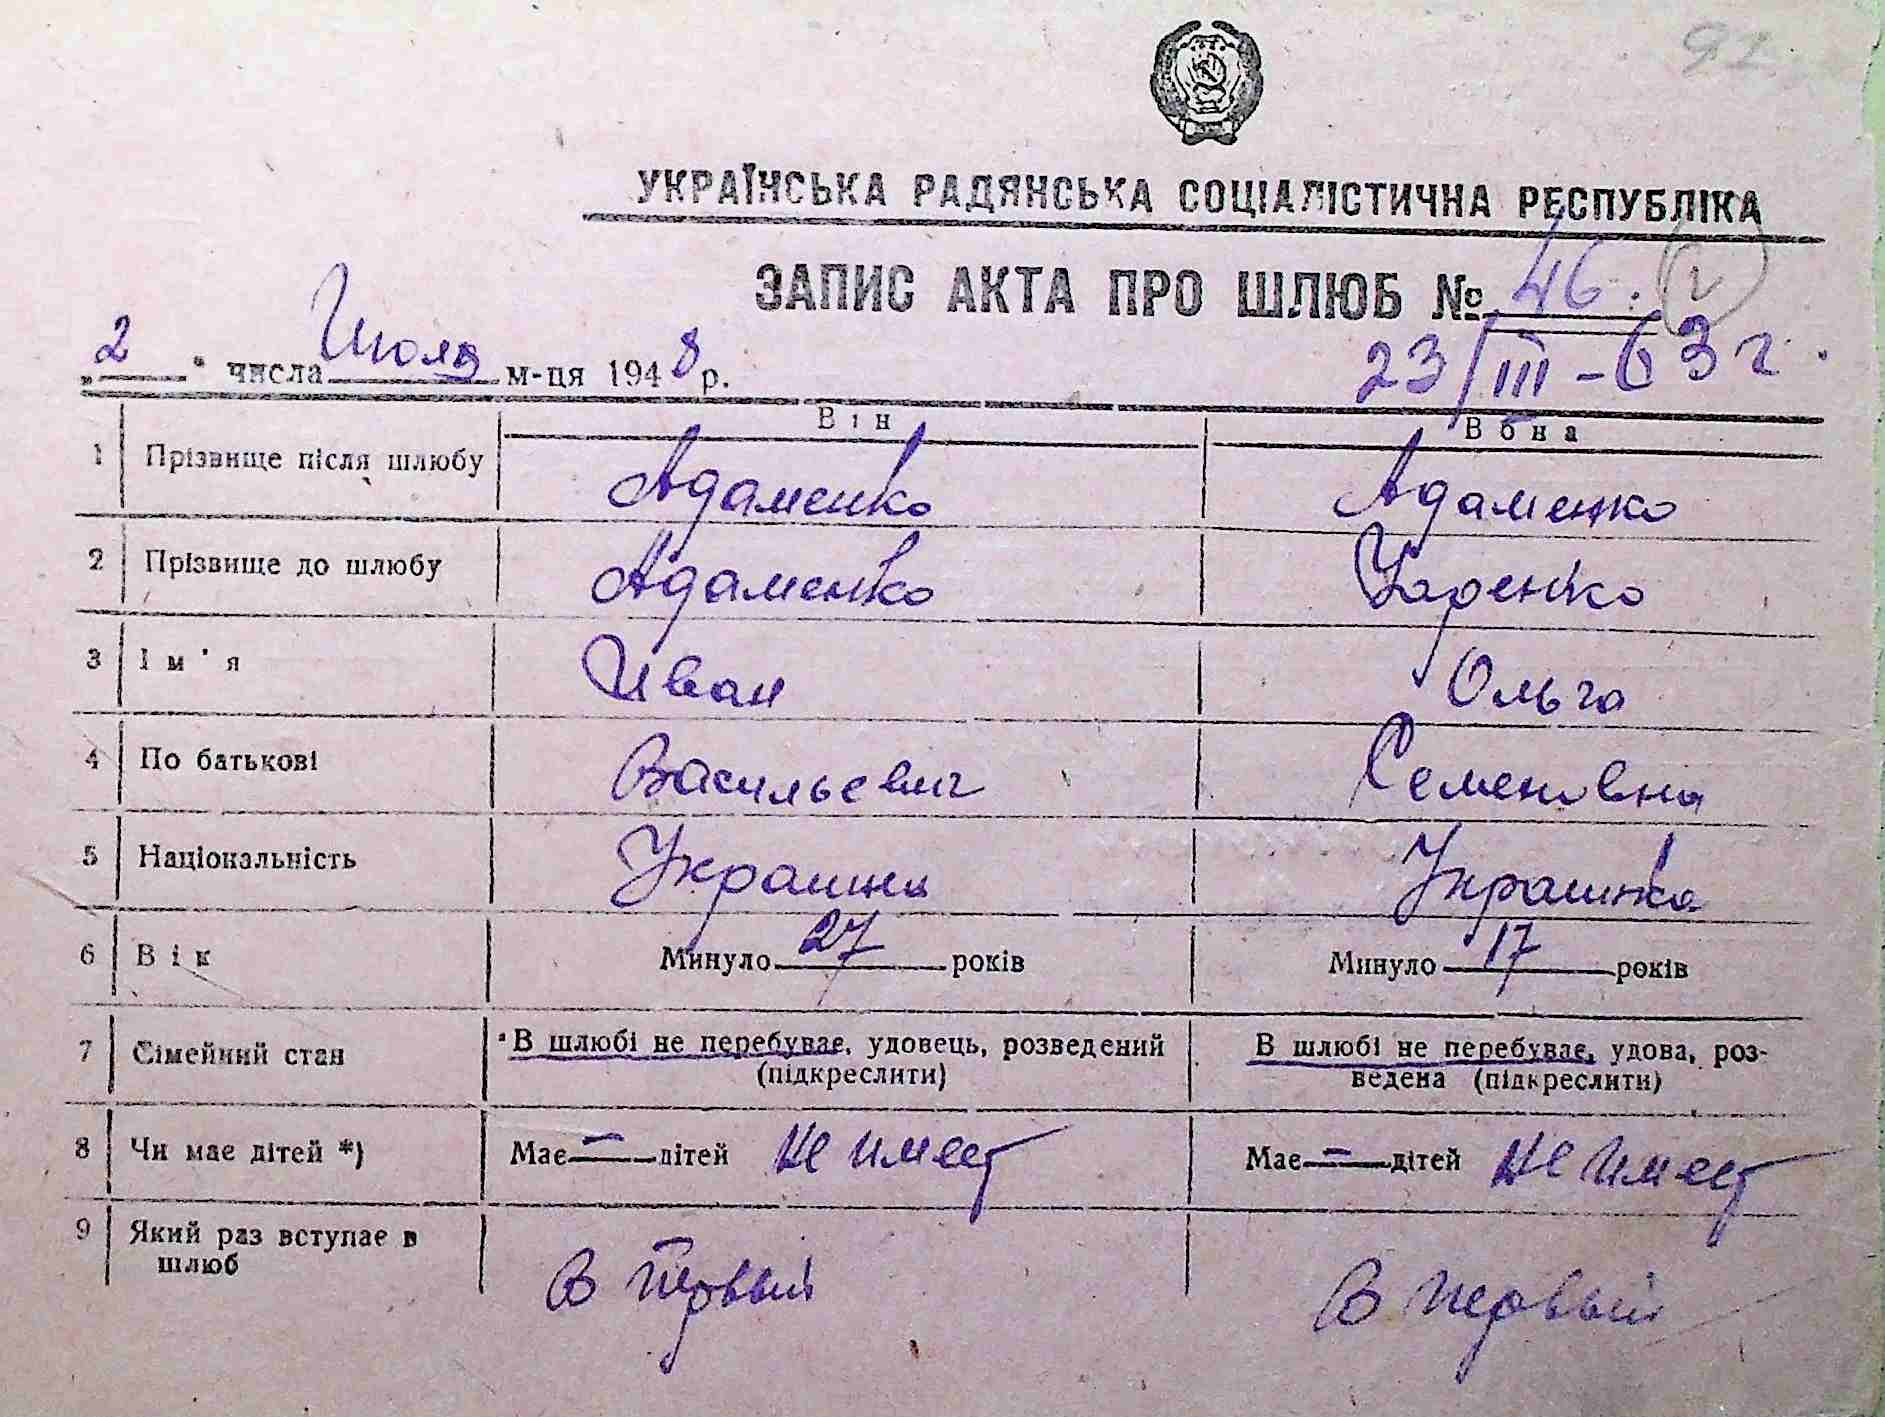 92
УКРАЇНСЬКА РАДЯНСЬКА СОЦІАЛІСТИЧНА РЕСПУБЛІКА
ЗАПИС АКТА ПРО ШЛЮБ № 46.
„2“ числа Июля м-ця 1948 р. 23/III-63 г.
Він Вона
1 Прізвище після шлюбу Адаменко Адаменко
2 Прізвище до шлюбу Адаменко
3 Ім'я Иван Ольга
4 По батькові Васильевич Семеновна
5 Національність Украинец Украинка
6 Вік Минуло 27 років Минуло 17 років
7 Сімейний стан В шлюбі не перебуває, удовець, розведений В шлюбі не перебуває, удова, роз-
(підкреслити) ведена (підкреслити)
8 Чи має дітей *) Має — дітей не имеет Має — дітей не имеет
9 Який раз вступає в
шлюб в первый в первый